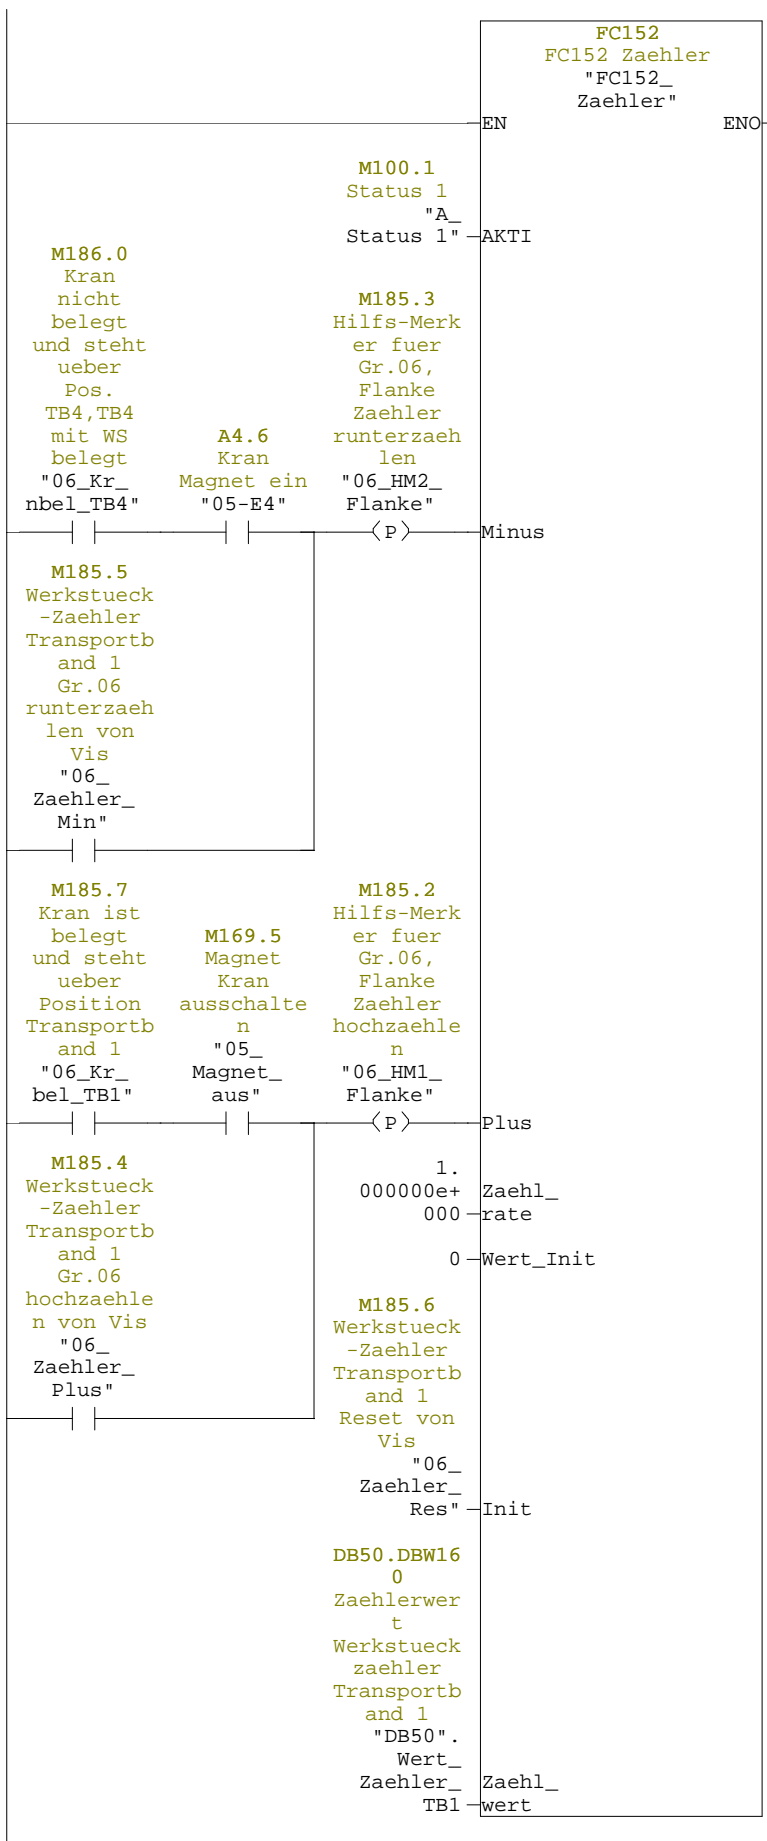 FC152
FC152 Zaehler
"FC152_
Zaehler"
EN
ENO
M100.1
Status 1
"A_
Status 1"
AKTI
M186.0
Kran
nicht
belegt
und steht
ueber
Pos.
TB4,TB4
mit WS
belegt
"06_Kr_
nbel_TB4"
A4.6
Kran
Magnet ein
"05-E4"
M185.3
Hilfs-Merk
er fuer
Gr.06,
Flanke
Zaehler
runterzaeh
len
"06_HM2_
Flanke"
P
Minus
M185.5
Werkstueck
-Zaehler
Transportb
and 1
Gr.06
runterzaeh
len von
Vis
"06_
Zaehler_
Min"
M185.7
Kran ist
belegt
und steht
ueber
Position
Transportb
and 1
"06_Kr_
bel_TB1"
M169.5
Magnet
Kran
ausschalte
n
"05_
Magnet_
aus"
M185.2
Hilfs-Merk
er fuer
Gr.06,
Flanke
Zaehler
hochzaehle
n
"06_HM1_
Flanke"
P
Plus
M185.4
Werkstueck
-Zaehler
Transportb
and 1
Gr.06
hochzaehle
n von Vis
"06_
Zaehler_
Plus"
1.
000000e+
000
Zaehl_
rate
0
Wert_Init
M185.6
Werkstueck
-Zaehler
Transportb
and 1
Reset von
Vis
"06_
Zaehler_
Res"
Init
DB50.DBW16
0
Zaehlerwer
t
Werkstueck
zaehler
Transportb
and 1
"DB50".
Wert_
Zaehler_
TB1
Zaehl_
wert